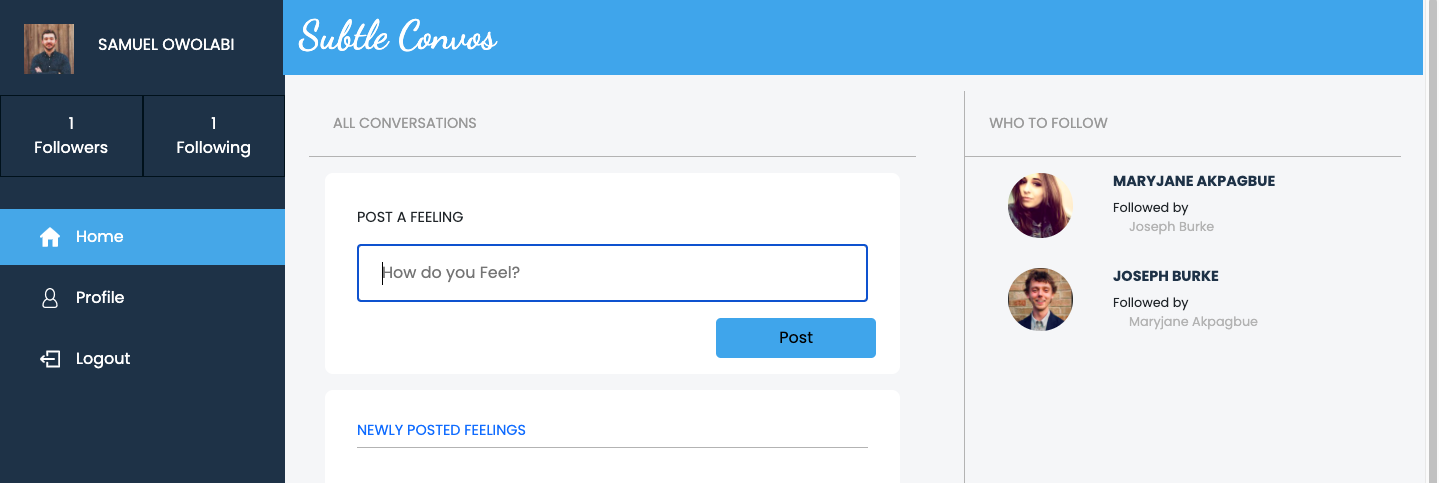 SAMUEL OWOLABI
1
Followers
1
Following
Home
Profile
Logout
Subtle Convos
ALL CONVERSATIONS
POST A FEELING
How do you Feel?
Post
NEWLY POSTED FEELINGS
WHO TO FOLLOW
MARYJANE AKPAGBUE
Followed by
Joseph Burke
JOSEPH BURKE
Followed by
Maryjane Akpagbue